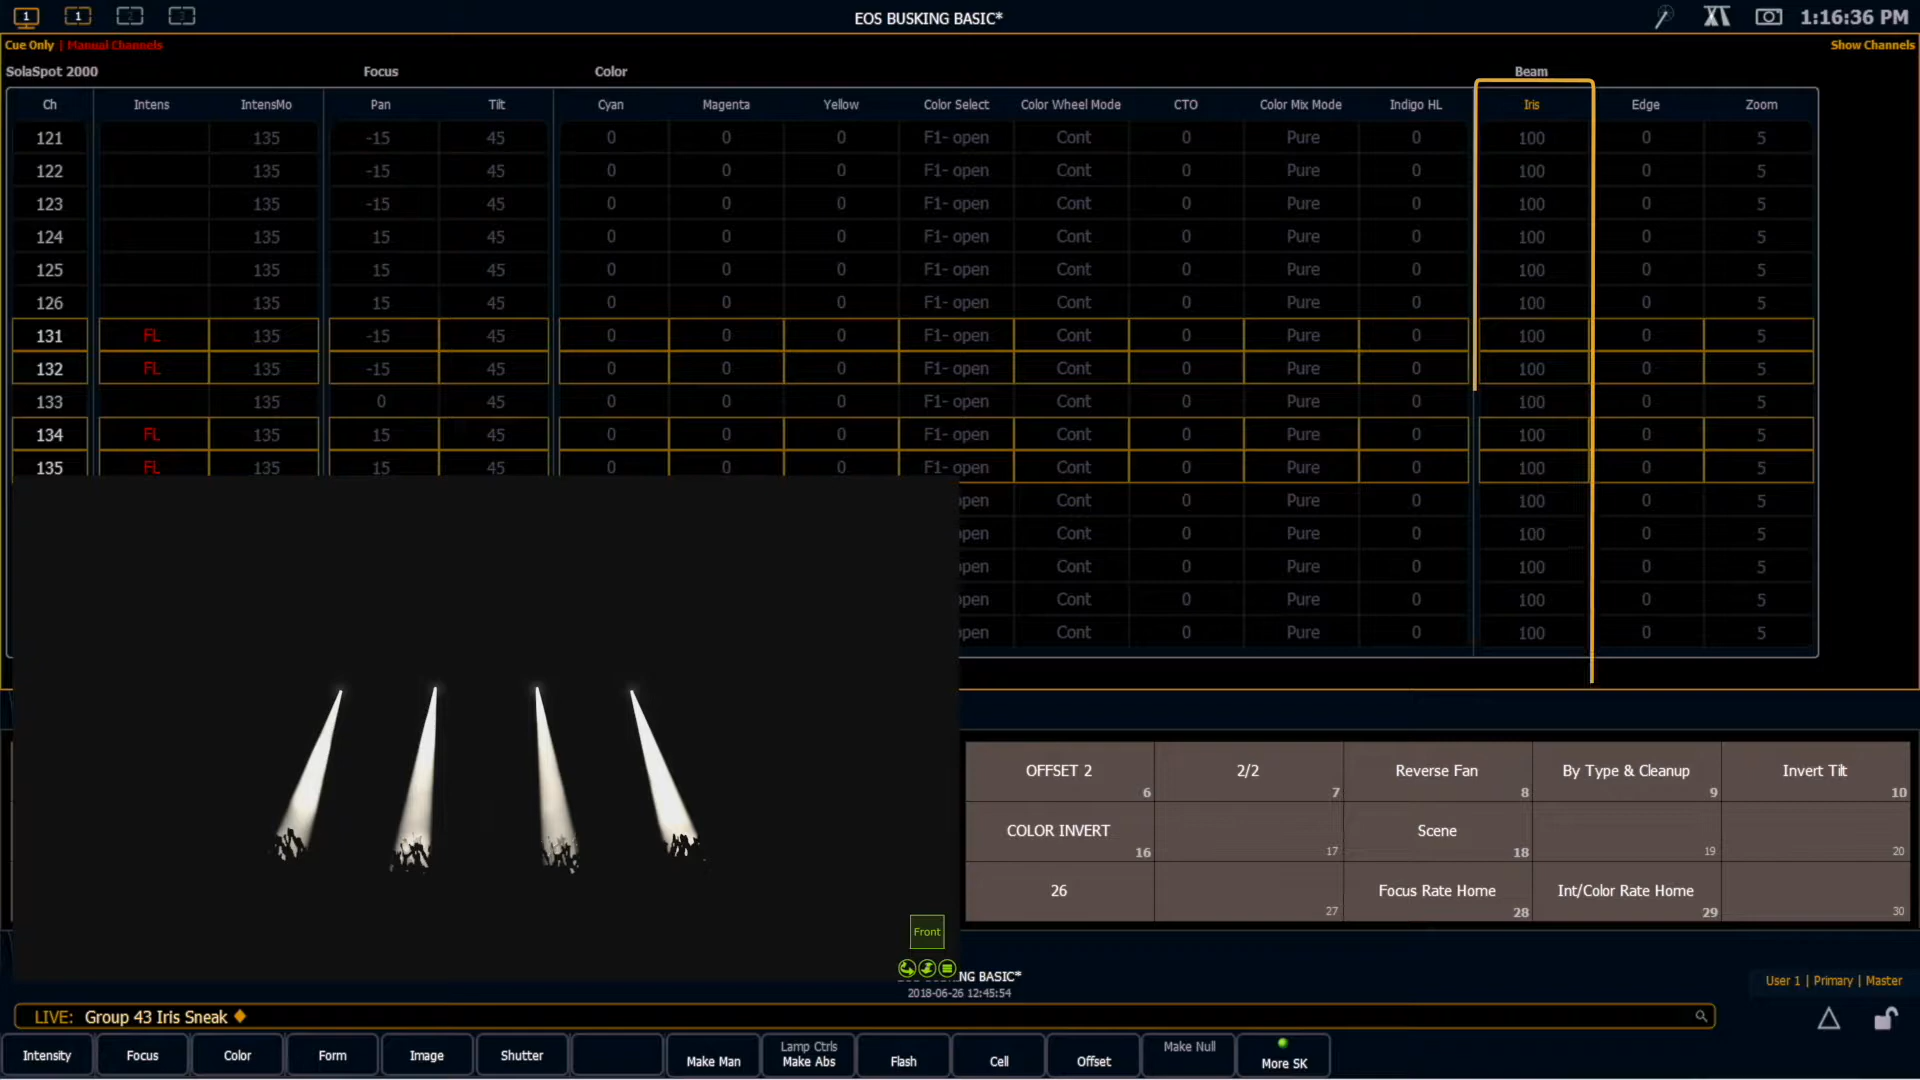 1 1 2 3 EOS BUSKING BASIC* 1:16:36 PM
Cue Only | Manual Channels Show Channels
SolaSpot 2000 Focus Color Beam
Ch Intens IntensMo Pan Tilt Cyan Magenta Yellow Color Select Color Wheel Mode CTO Color Mix Mode Indigo HL Iris Edge Zoom
121 135 -15 45 0 0 0 F1- open Cont 0 Pure 0 100 0 5
122 135 -15 45 0 0 0 F1- open Cont 0 Pure 0 100 0 5
123 135 -15 45 0 0 0 F1- open Cont 0 Pure 0 100 0 5
124 135 15 45 0 0 0 F1- open Cont 0 Pure 0 100 0 5
125 135 15 45 0 0 0 F1- open Cont 0 Pure 0 100 0 5
126 135 15 45 0 0 0 F1- open Cont 0 Pure 0 100 0 5
131 FL 135 -15 45 0 0 0 F1- open Cont 0 Pure 0 100 0 5
132 FL 135 -15 45 0 0 0 F1- open Cont 0 Pure 0 100 0 5
133 135 0 45 0 0 0 F1- open Cont 0 Pure 0 100 0 5
134 FL 135 15 45 0 0 0 F1- open Cont 0 Pure 0 100 0 5
135 FL 135 15 45 0 0 0 F1- open Cont 0 Pure 0 100 0 5
open Cont 0 Pure 0 100 0 5
open Cont 0 Pure 0 100 0 5
open Cont 0 Pure 0 100 0 5
open Cont 0 Pure 0 100 0 5
open Cont 0 Pure 0 100 0 5
OFFSET 2 6 2/2 7 Reverse Fan 8 By Type & Cleanup 9 Invert Tilt 10
COLOR INVERT 16 17 Scene 18 19 20
26 27 Focus Rate Home 28 Int/Color Rate Home 29 30
Front
NG BASIC*
2018-06-26 12:45:54
User 1 | Primary | Master
LIVE: Group 43 Iris Sneak
Intensity Focus Color Form Image Shutter Make Man Lamp Ctrls Make Abs Flash Cell Offset Make Null More SK